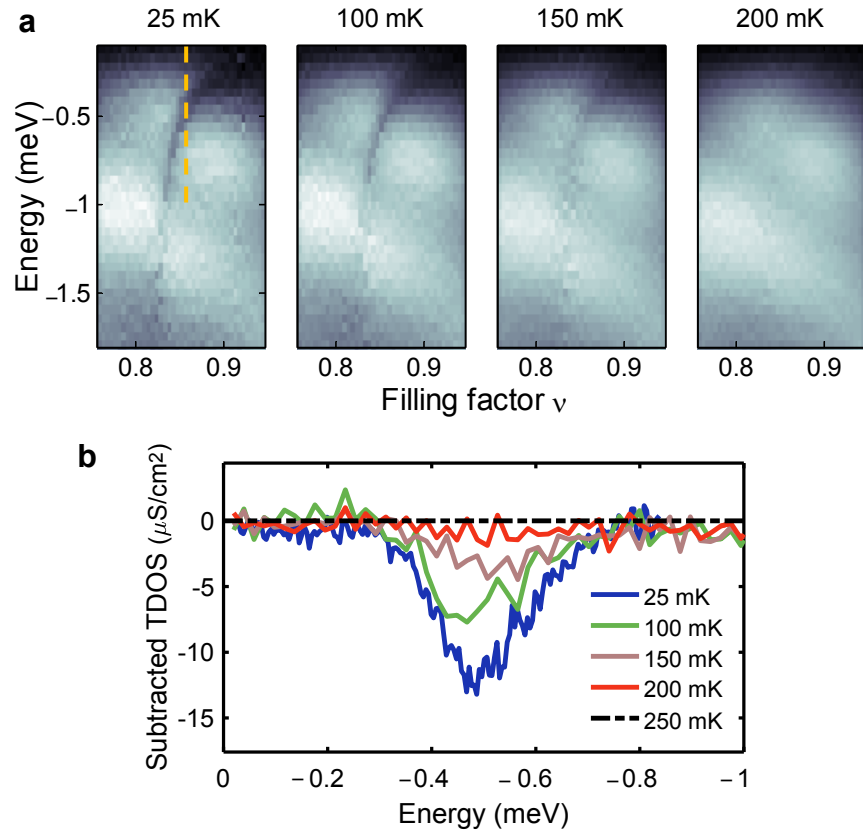 a
25 mK 100 mK 150 mK 200 mK
Energy (meV)
−0.5
−1
−1.5
0.8 0.9 0.8 0.9 0.8 0.9 0.8 0.9
Filling factor ν
b
Subtracted TDOS (μS/cm²)
0
-5
-10
-15
25 mK
100 mK
150 mK
200 mK
250 mK
0 −0.2 −0.4 −0.6 −0.8 −1
Energy (meV)